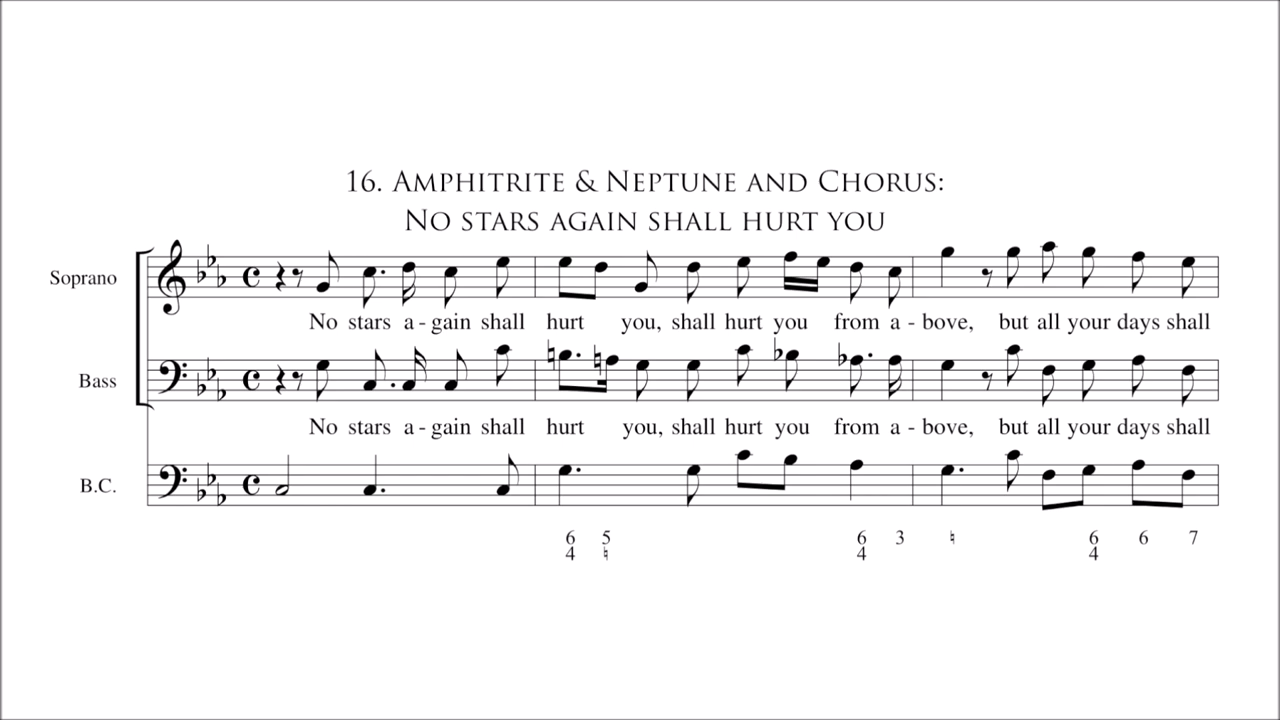 16. Amphitrite & Neptune and Chorus:
No stars again shall hurt you
Soprano
No stars a - gain shall hurt you, shall hurt you from a - bove, but all your days shall
Bass
No stars a - gain shall hurt you, shall hurt you from a - bove, but all your days shall
B.C.
6 5 6 3 ♮ 6 6 7
4 ♮ 4 4